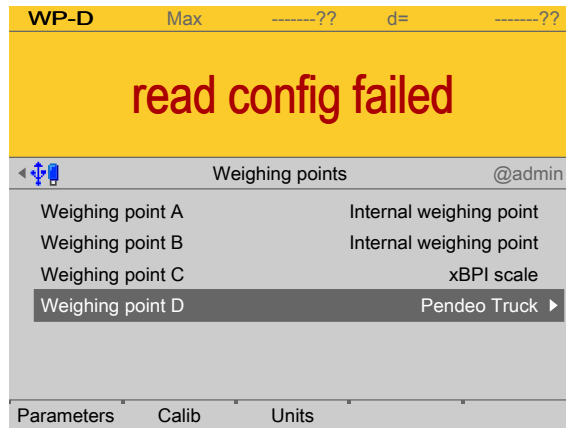 WP-D Max -------?? d= -------??
read config failed
Weighing points @admin
Weighing point A Internal weighing point
Weighing point B Internal weighing point
Weighing point C xBPI scale
Weighing point D Pendeo Truck
Parameters Calib Units